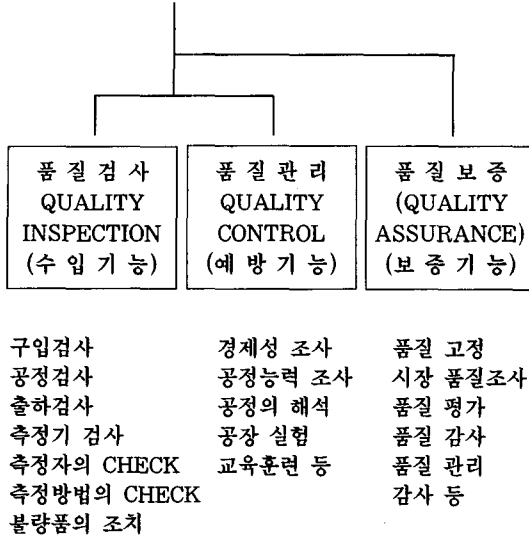 품 질 검 사
QUALITY
INSPECTION
(수 입 기 능)
품 질 관 리
QUALITY
CONTROL
(예 방 기 능)
품 질 보 증
(QUALITY
ASSURANCE)
(보 증 기 능)
구입검사
공정검사
출하검사
측정기 검사
측정자의 CHECK
측정방법의 CHECK
불량품의 조치
경제성 조사
공정능력 조사
공정의 해석
공장 실험
교육훈련 등
품질 고정
시장 품질조사
품질 평가
품질 감사
품질 관리
감사 등